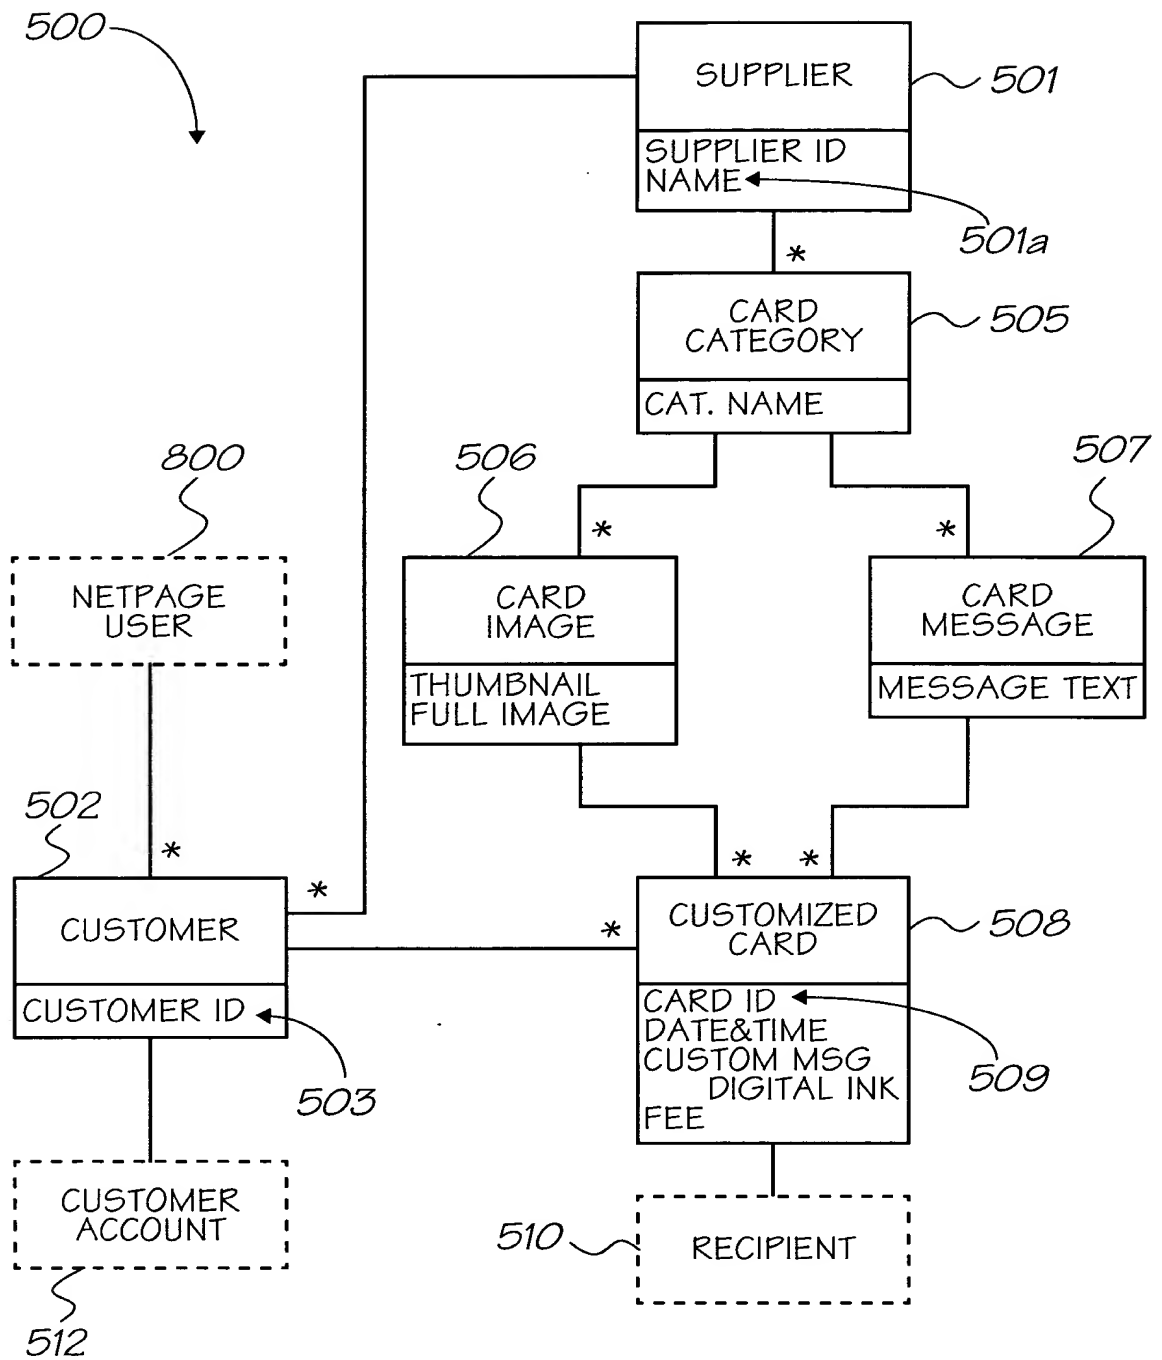 500
SUPPLIER
501
SUPPLIER ID
NAME
501a
*
CARD
CATEGORY
505
CAT. NAME
800
506
507
*
*
NETPAGE
USER
CARD
IMAGE
CARD
MESSAGE
THUMBNAIL
FULL IMAGE
MESSAGE TEXT
502
*
*
*
*
*
CUSTOMER
CUSTOMIZED
CARD
508
CUSTOMER ID
503
CARD ID
DATE&TIME
CUSTOM MSG
DIGITAL INK
FEE
509
CUSTOMER
ACCOUNT
512
510
RECIPIENT